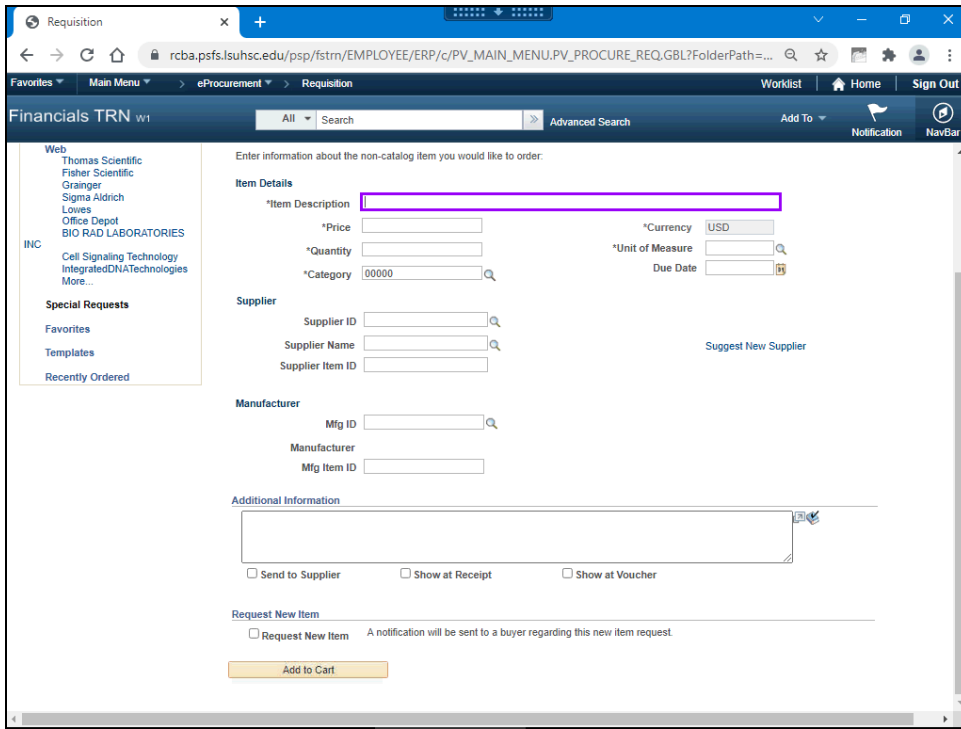 Requisition
rcba.psfs.lsuhsc.edu/psp/fstrn/EMPLOYEE/ERP/c/PV_MAIN_MENU.PV_PROCURE_REQ.GBL?FolderPath=...
Favorites Main Menu > eProcurement > Requisition Worklist Home Sign Out
Financials TRN W1 All Search » Advanced Search Add To Notification NavBar
Web
Thomas Scientific
Fisher Scientific
Grainger
Sigma Aldrich
Lowes
Office Depot
BIO RAD LABORATORIES
INC
Cell Signaling Technology
IntegratedDNATechnologies
More...
Special Requests
Favorites
Templates
Recently Ordered
Enter information about the non-catalog item you would like to order:
Item Details
*Item Description
*Price *Currency USD
*Quantity *Unit of Measure
*Category 00000 Due Date
Supplier
Supplier ID
Supplier Name Suggest New Supplier
Supplier Item ID
Manufacturer
Mfg ID
Manufacturer
Mfg Item ID
Additional Information
Send to Supplier Show at Receipt Show at Voucher
Request New Item
Request New Item A notification will be sent to a buyer regarding this new item request.
Add to Cart